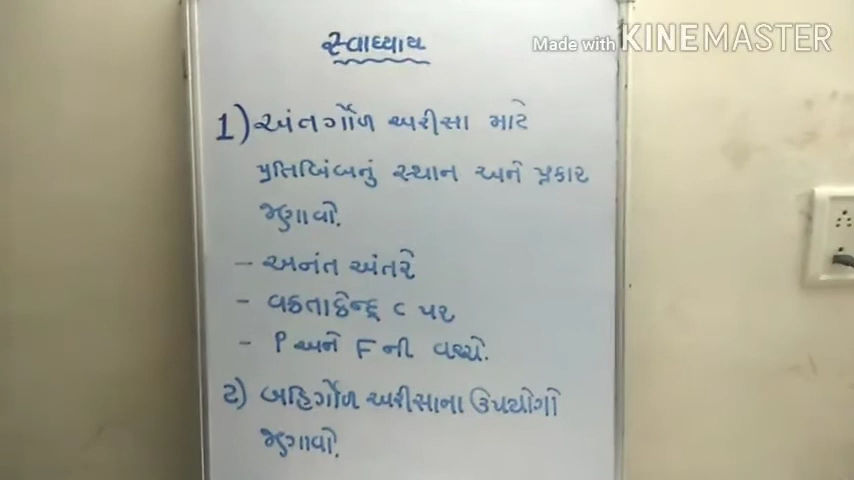 સ્વાધ્યાય
Made with KINEMASTER
1) અંતર્ગોળ અરીસા માટે
પ્રતિબિંબનું સ્થાન અને પ્રકાર
જણાવો.
- અનંત અંતરે
- વક્રતાકેન્દ્ર C પર
- P અને F ની વચ્ચે.
૨) બહિર્ગોળ અરીસાના ઉપયોગો
જણાવો.